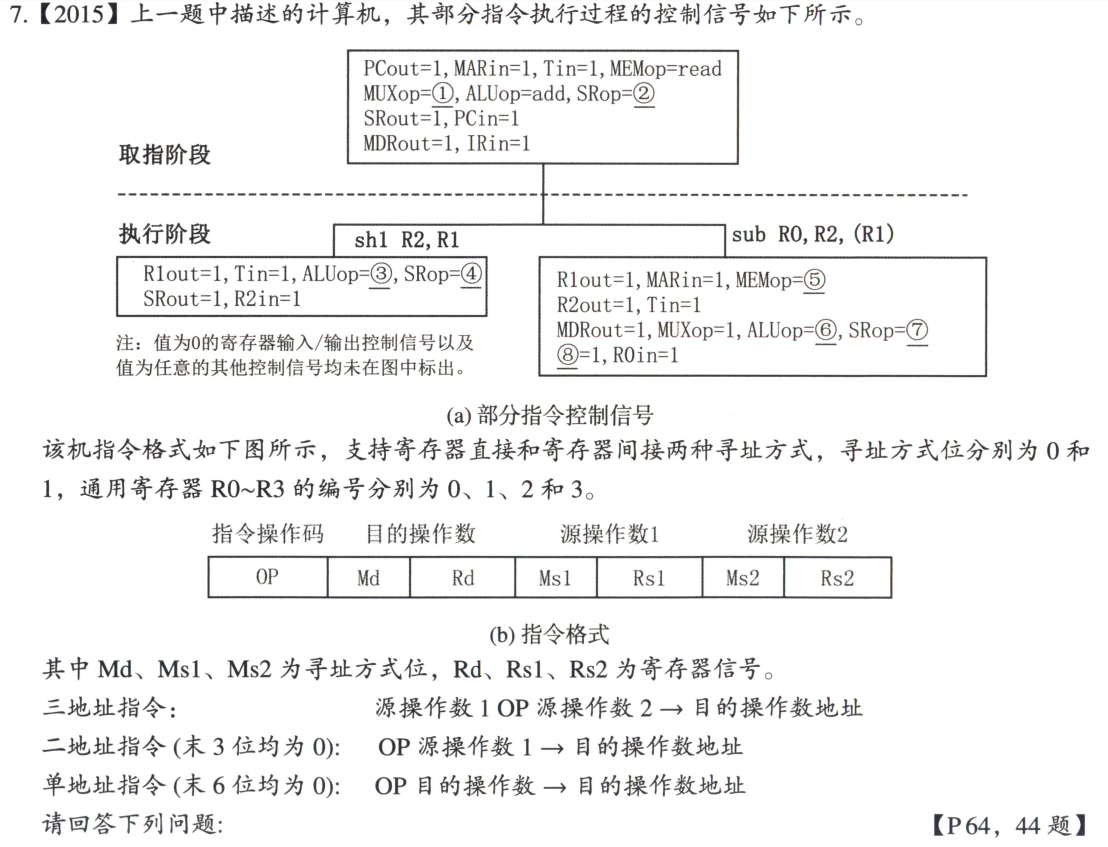 7.【2015】上一题中描述的计算机，其部分指令执行过程的控制信号如下所示。
PCout=1, MARin=1, Tin=1, MEMop=read
MUXop=①, ALUop=add, SRop=②
SRout=1, PCin=1
MDRout=1, IRin=1
取指阶段
执行阶段
shl R2, R1
sub R0, R2, (R1)
R1out=1, Tin=1, ALUop=③, SRop=④
SRout=1, R2in=1
R1out=1, MARin=1, MEMop=⑤
R2out=1, Tin=1
MDRout=1, MUXop=1, ALUop=⑥, SRop=⑦
⑧=1, R0in=1
注：值为0的寄存器输入/输出控制信号以及
值为任意的其他控制信号均未在图中标出。
(a) 部分指令控制信号
该机指令格式如下图所示，支持寄存器直接和寄存器间接两种寻址方式，寻址方式位分别为 0 和
1，通用寄存器 R0~R3 的编号分别为 0、1、2 和 3。
指令操作码 目的操作数 源操作数1 源操作数2
OP Md Rd Ms1 Rs1 Ms2 Rs2
(b) 指令格式
其中 Md、Ms1、Ms2 为寻址方式位，Rd、Rs1、Rs2 为寄存器信号。
三地址指令： 源操作数 1 OP 源操作数 2 → 目的操作数地址
二地址指令 (末 3 位均为 0): OP 源操作数 1 → 目的操作数地址
单地址指令 (末 6 位均为 0): OP 目的操作数 → 目的操作数地址
请回答下列问题: 【P64，44 题】